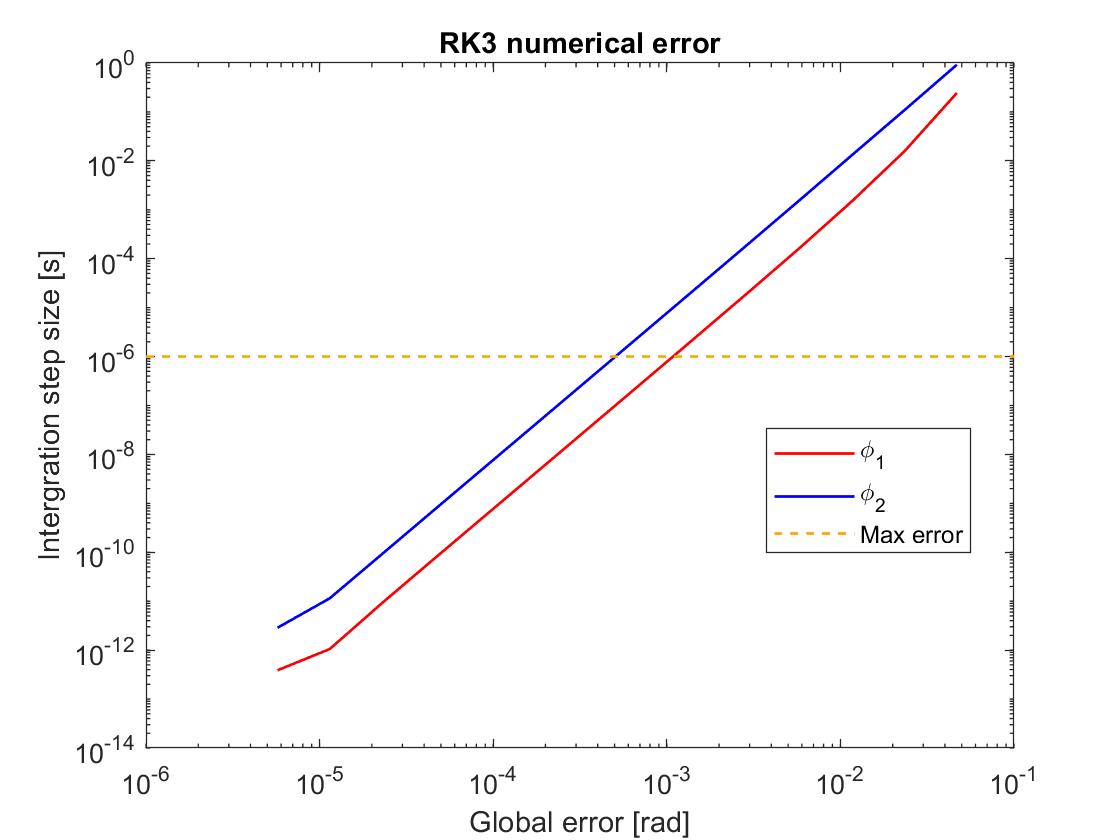 RK3 numerical error
10^0
10^-2
10^-4
10^-6
10^-8
10^-10
10^-12
10^-14
Intergration step size [s]
ϕ_1
ϕ_2
Max error
10^-6
10^-5
10^-4
10^-3
10^-2
10^-1
Global error [rad]